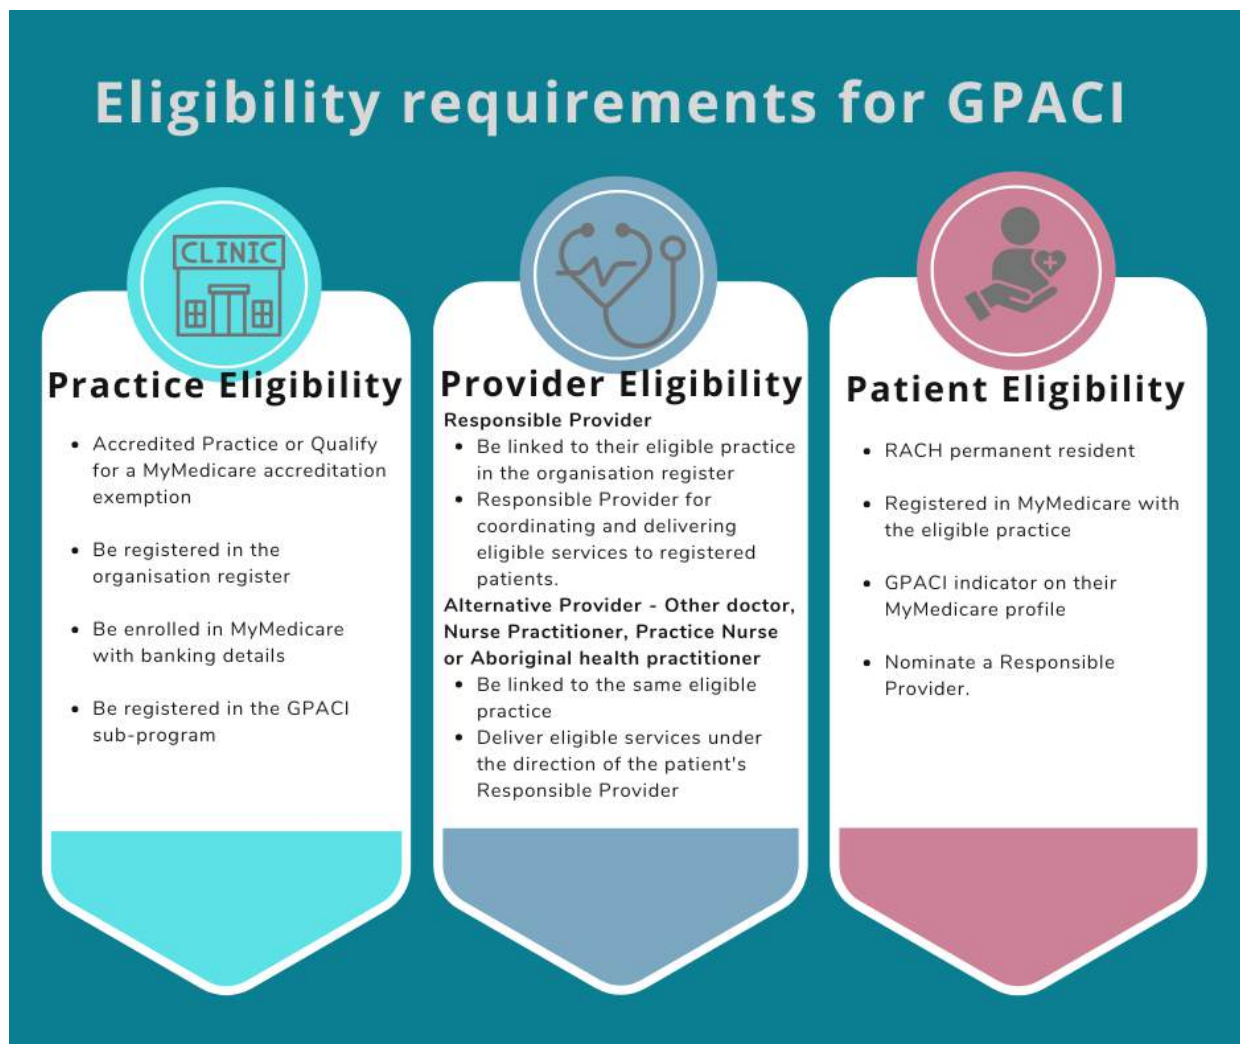 Eligibility requirements for GPACI
CLINIC
Practice Eligibility
• Accredited Practice or Qualify
for a MyMedicare accreditation
exemption
• Be registered in the
organisation register
• Be enrolled in MyMedicare
with banking details
• Be registered in the GPACI
sub-program
Provider Eligibility
Responsible Provider
• Be linked to their eligible practice
in the organisation register
• Responsible Provider for
coordinating and delivering
eligible services to registered
patients.
Alternative Provider - Other doctor,
Nurse Practitioner, Practice Nurse
or Aboriginal health practitioner
• Be linked to the same eligible
practice
• Deliver eligible services under
the direction of the patient's
Responsible Provider
Patient Eligibility
• RACH permanent resident
• Registered in MyMedicare with
the eligible practice
• GPACI indicator on their
MyMedicare profile
• Nominate a Responsible
Provider.